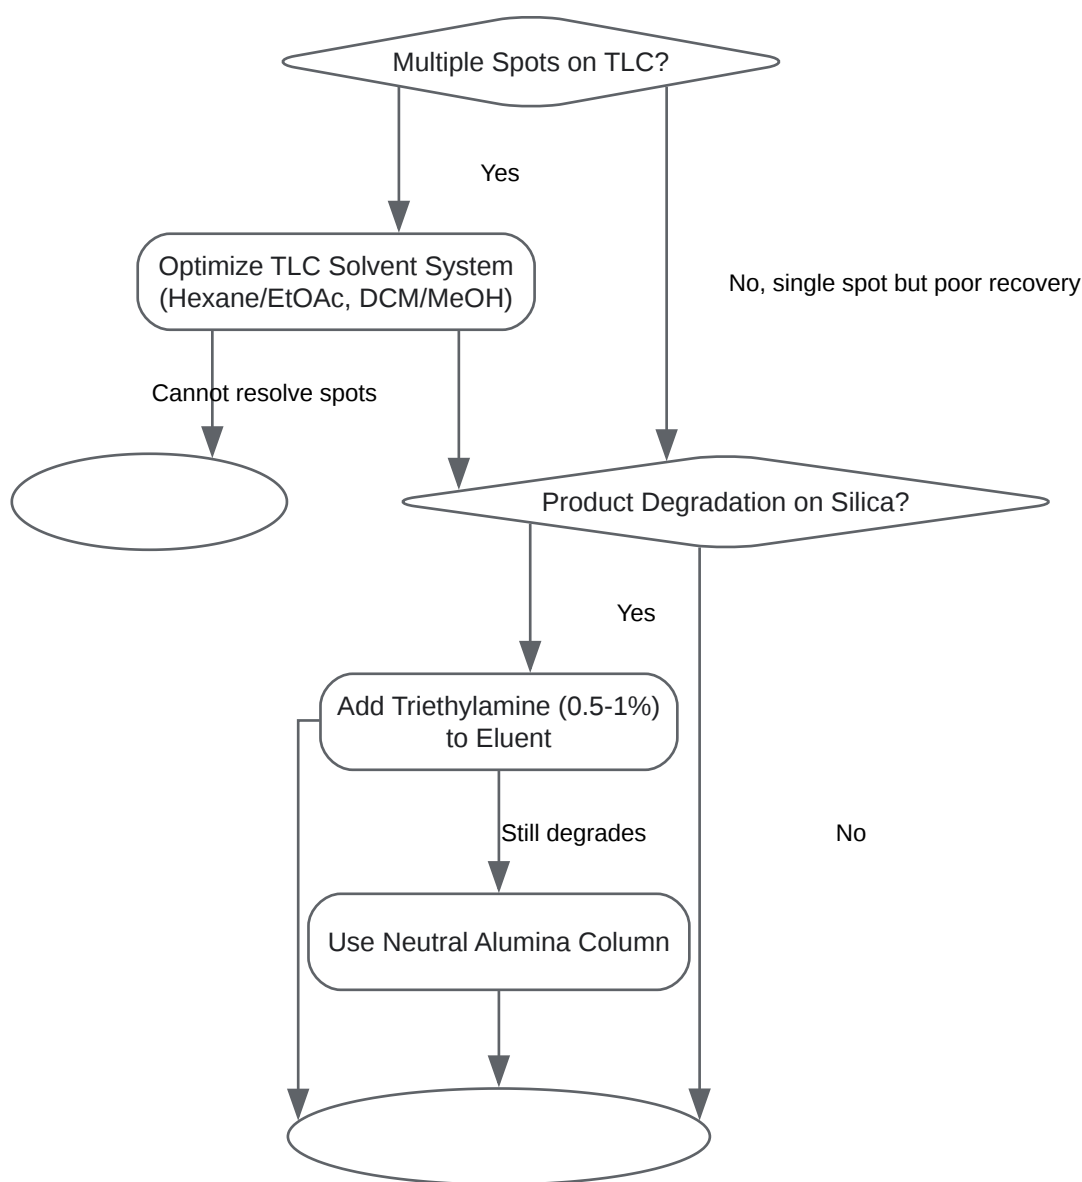 Multiple Spots on TLC?
Yes
Optimize TLC Solvent System
(Hexane/EtOAc, DCM/MeOH)
No, single spot but poor recovery
Cannot resolve spots
Product Degradation on Silica?
Yes
Add Triethylamine (0.5-1%)
to Eluent
Still degrades
No
Use Neutral Alumina Column